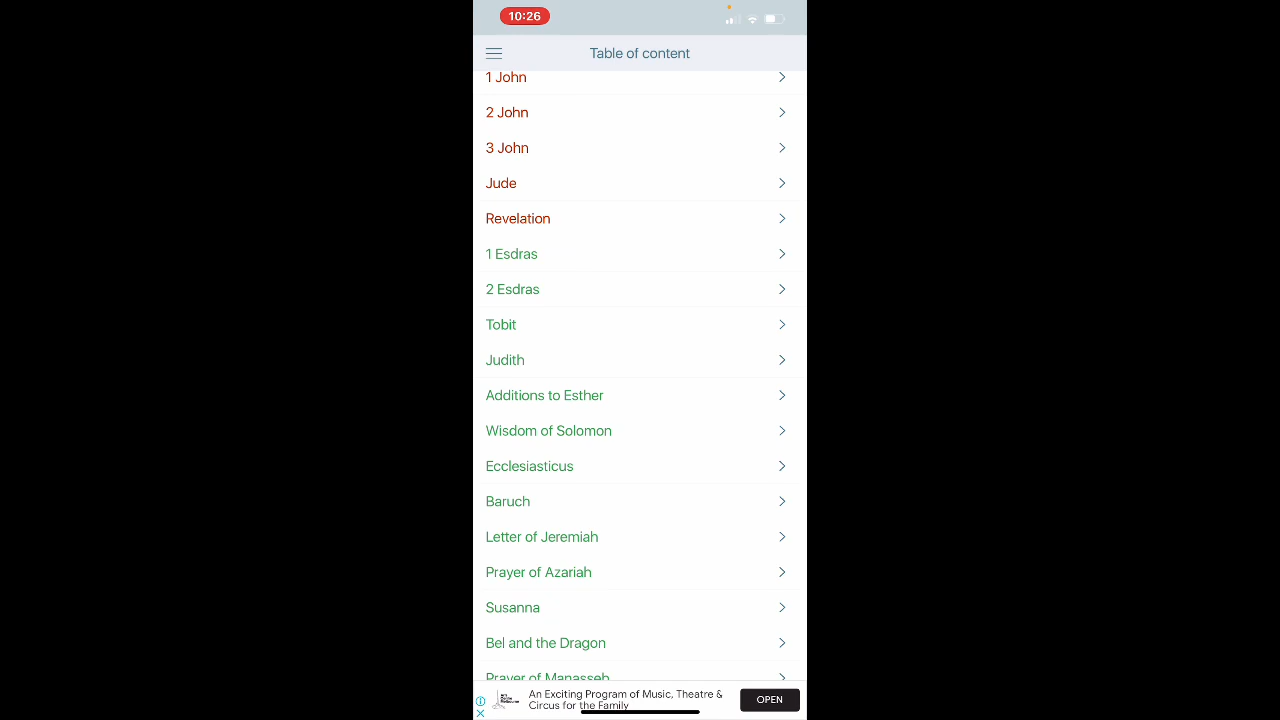 10:26
Table of content
1 John
2 John
3 John
Jude
Revelation
1 Esdras
2 Esdras
Tobit
Judith
Additions to Esther
Wisdom of Solomon
Ecclesiasticus
Baruch
Letter of Jeremiah
Prayer of Azariah
Susanna
Bel and the Dragon
Prayer of Manasseh
An Exciting Program of Music, Theatre &
Circus for the Family
OPEN